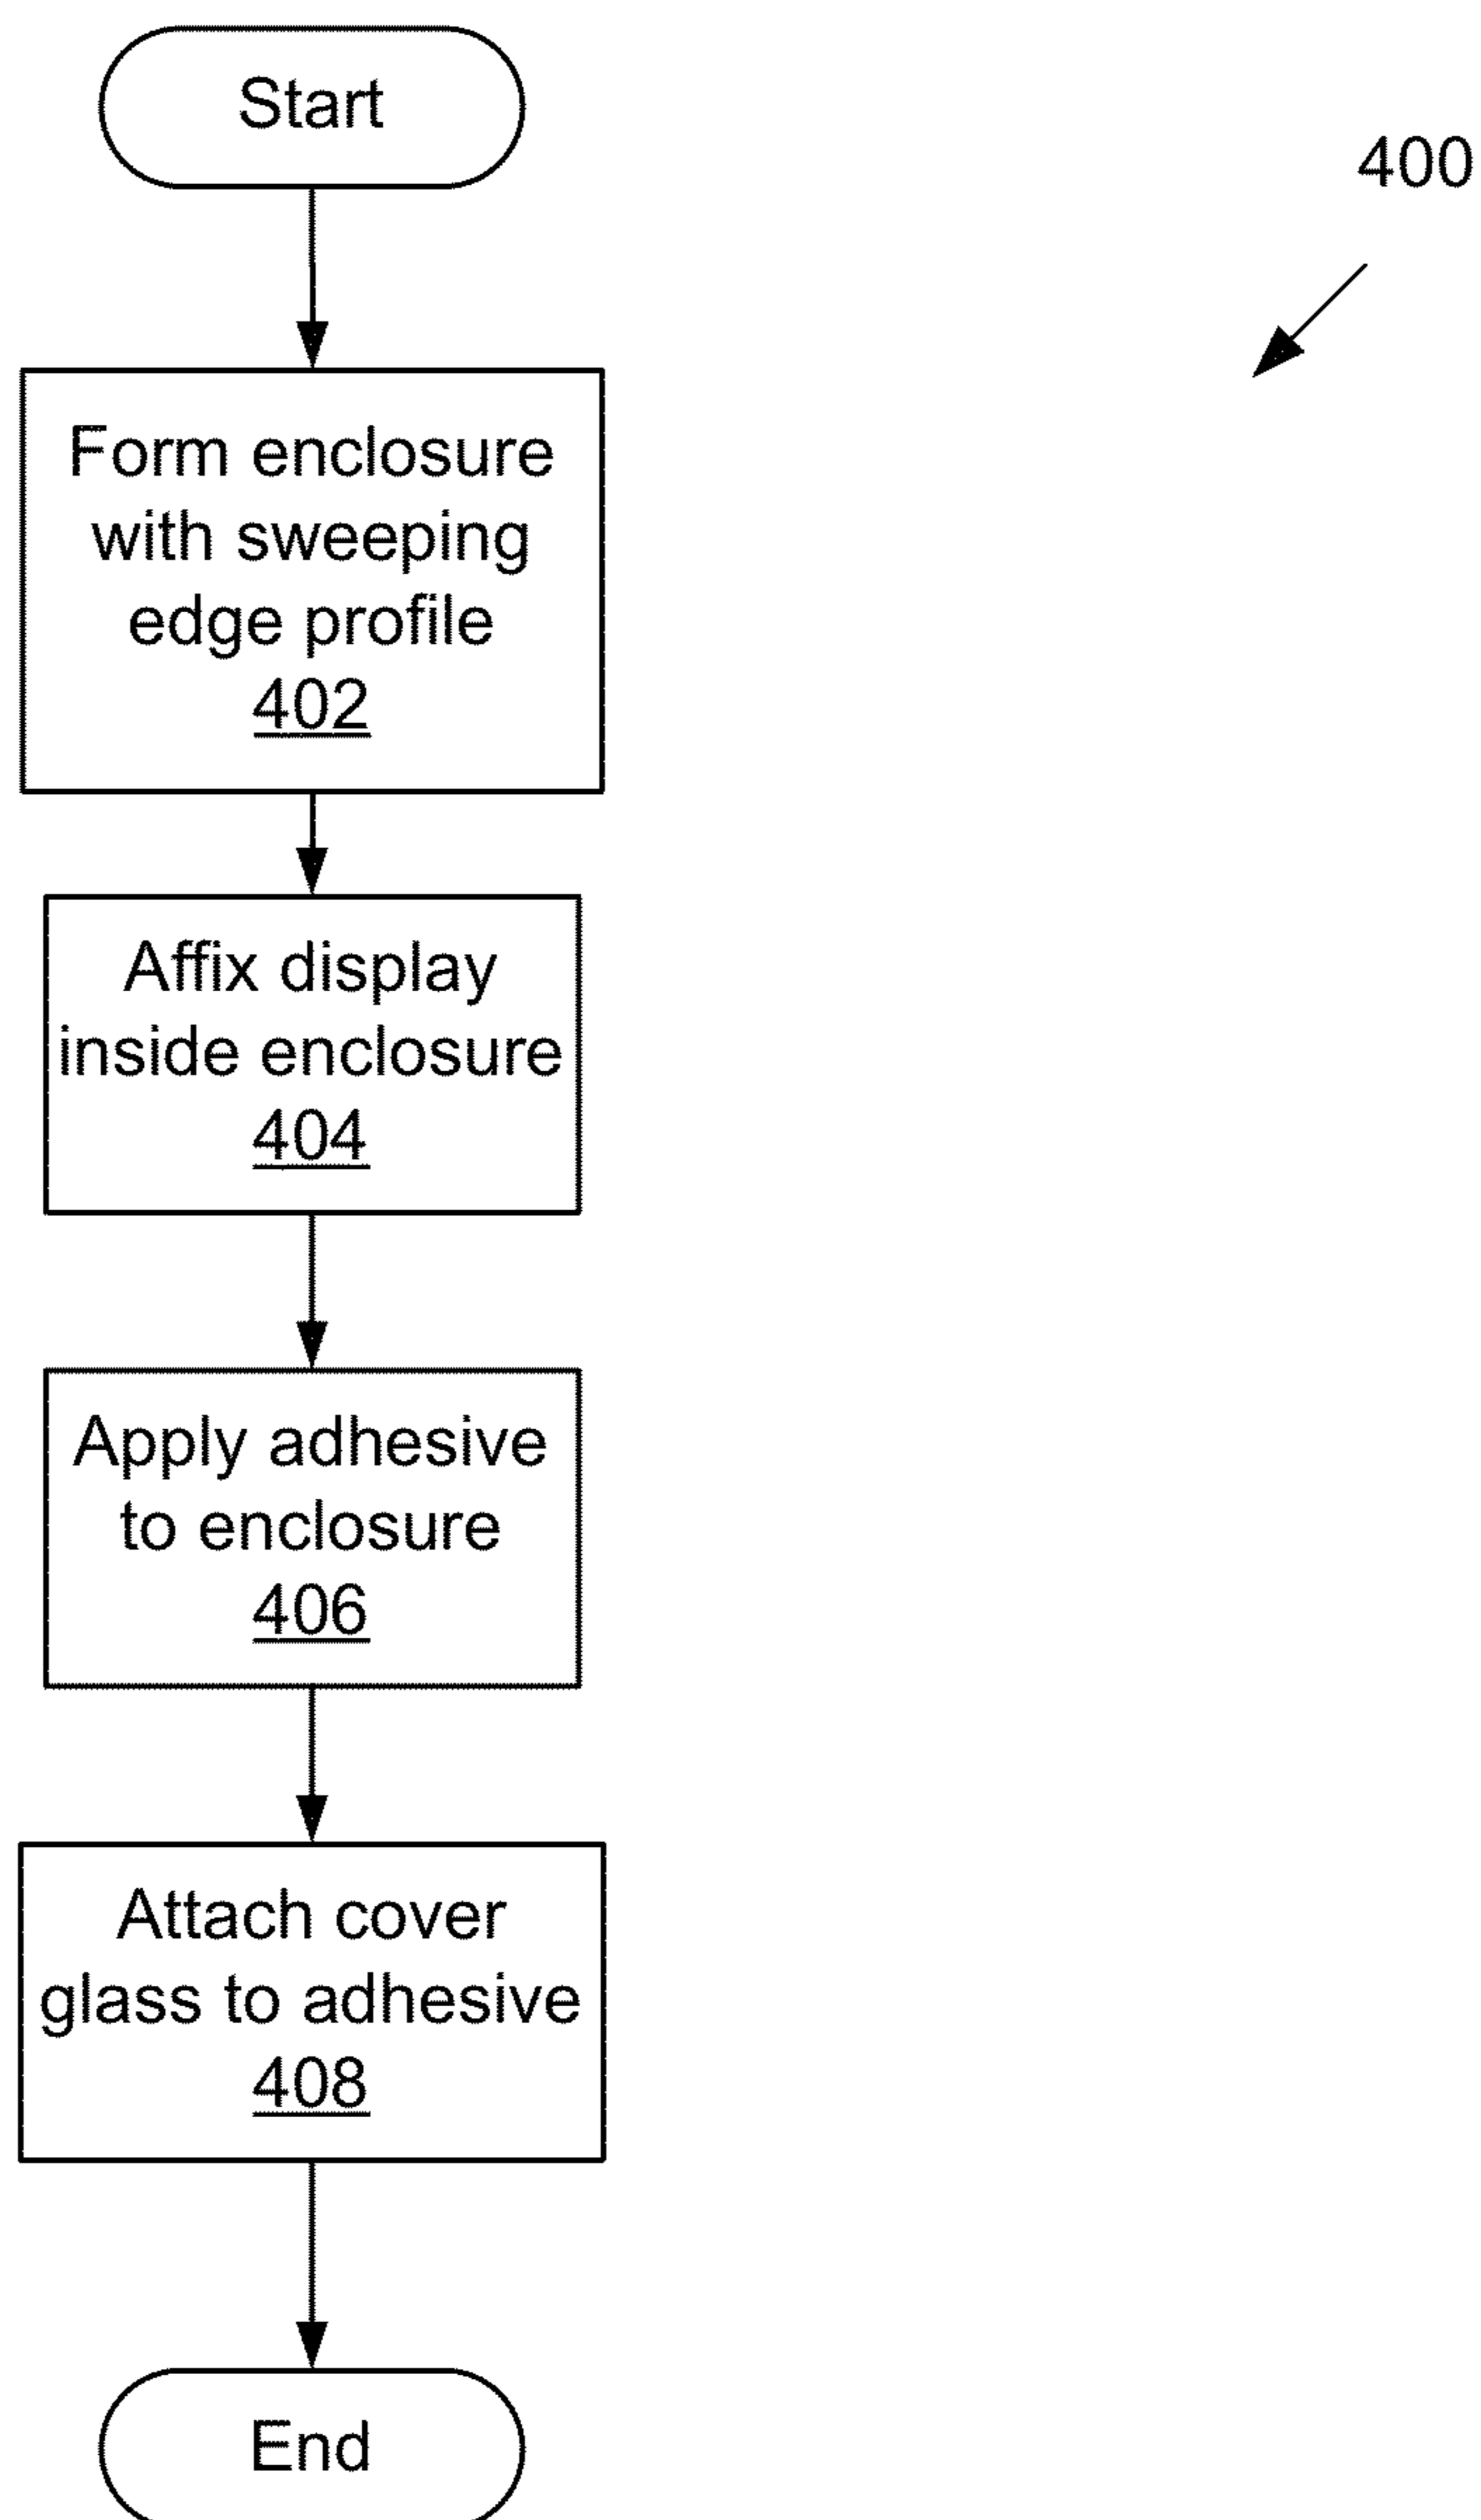 Start
400
Form enclosure
with sweeping
edge profile
402
Affix display
inside enclosure
404
Apply adhesive
to enclosure
406
Attach cover
glass to adhesive
408
End